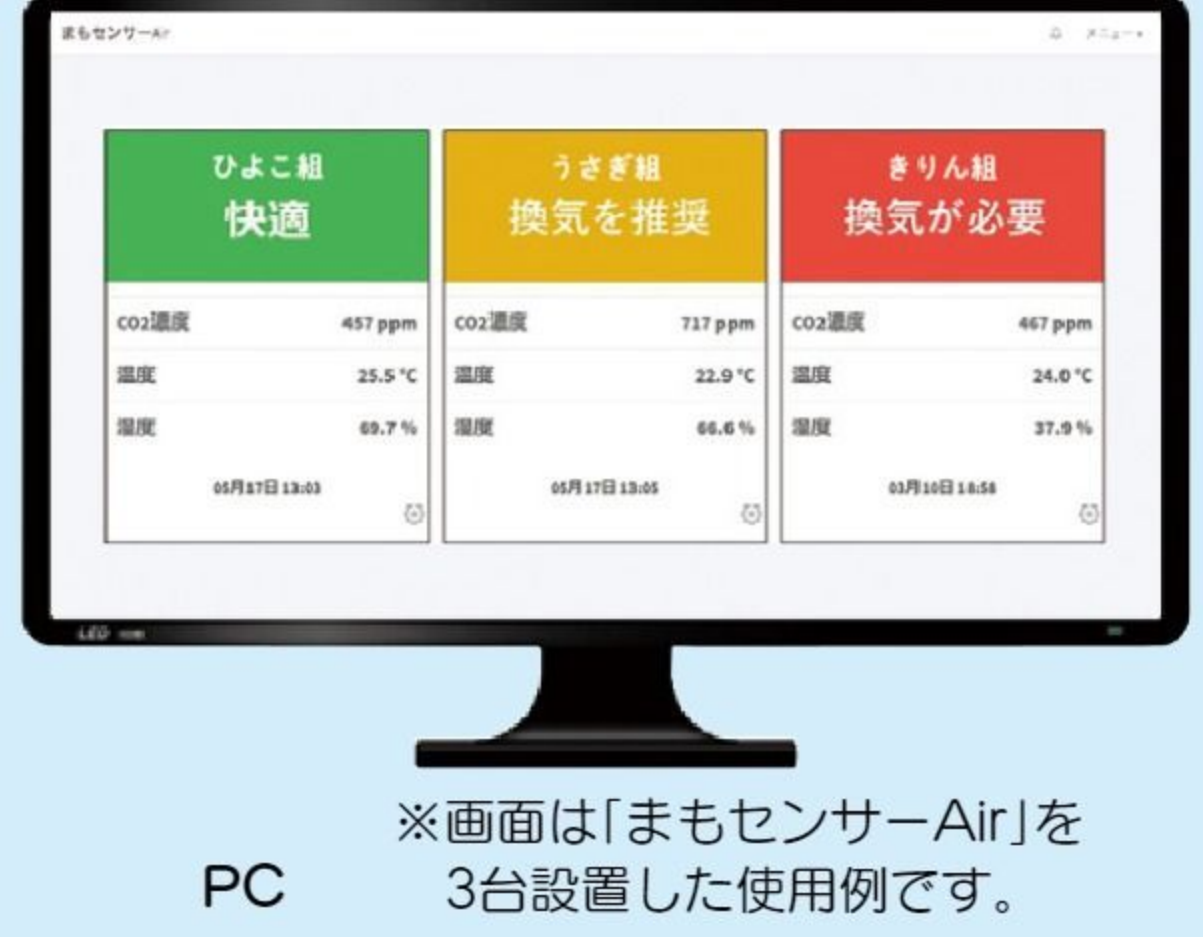 まもセンサーAir
メニュー
ひよこ組
快適
CO2濃度 457 ppm
温度 25.5 °C
湿度 69.7 %
05月17日 13:03
うさぎ組
換気を推奨
CO2濃度 717 ppm
温度 22.9 °C
湿度 66.6 %
05月17日 13:05
きりん組
換気が必要
CO2濃度 467 ppm
温度 24.0 °C
湿度 37.9 %
03月10日 18:58
LED
PC
※画面は「まもセンサーAir」を
3台設置した使用例です。